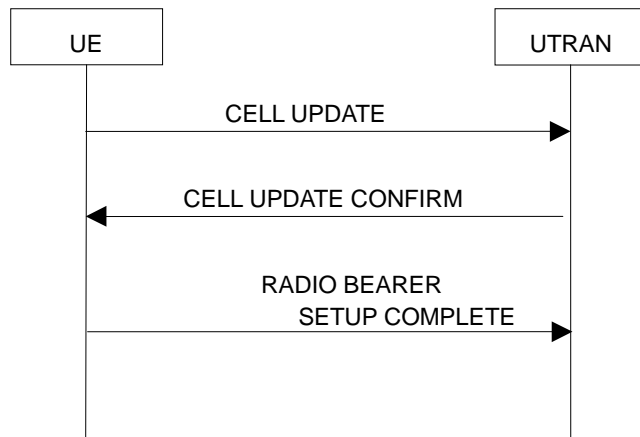 UE
UTRAN
CELL UPDATE
CELL UPDATE CONFIRM
RADIO BEARER
SETUP COMPLETE